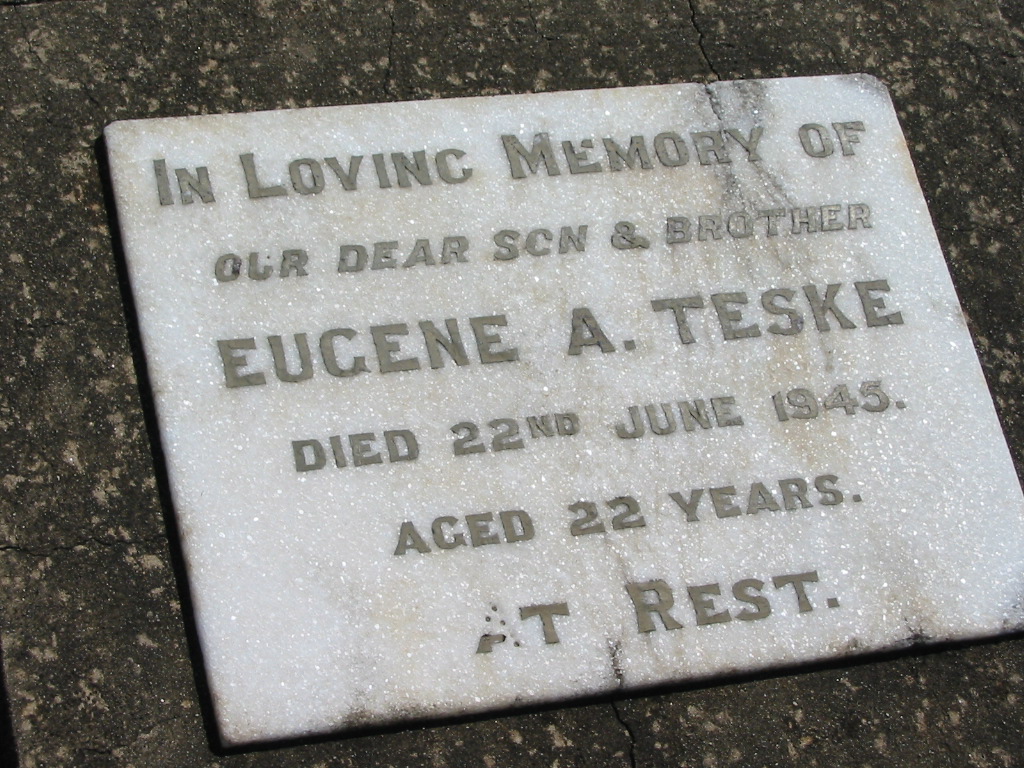 IN LOVING MEMORY OF
OUR DEAR SON & BROTHER
EUGENE A. TESKE
DIED 22ND JUNE 1945.
AGED 22 YEARS.
AT REST.